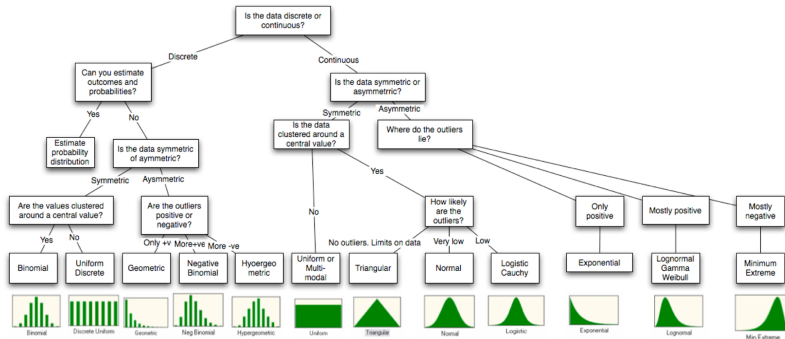 Is the data discrete or
continuous?
Discrete
Continuous
Can you estimate
outcomes and
probabilities?
Is the data symmetric or
asymmetrric?
Yes
No
Symmetric
Asymmetric
Estimate
probability
distribution
Is the data symmetric
of aymmetric?
Is the data
clustered around a
central value?
Where do the outliers
lie?
Symmetric
Aysmmetric
Yes
Are the values clustered
around a central value?
Are the outliers
positive or
negative?
No
How likely
are the
outliers?
Only
positive
Mostly positive
Mostly
negative
Yes
No
Only +v
More+ve
More -ve
No outliers. Limits on data
Very low
Low
Binomial
Uniform
Discrete
Geometric
Negative
Binomial
Hypergeo
metric
Uniform or
Multi-
modal
Triangular
Normal
Logistic
Cauchy
Exponential
Lognormal
Gamma
Weibull
Minimum
Extreme
Binomial
Discrete Uniform
Geometric
Neg Binomial
Hypergeometric
Uniform
Triangular
Normal
Logistic
Exponential
Lognomal
Min Extreme